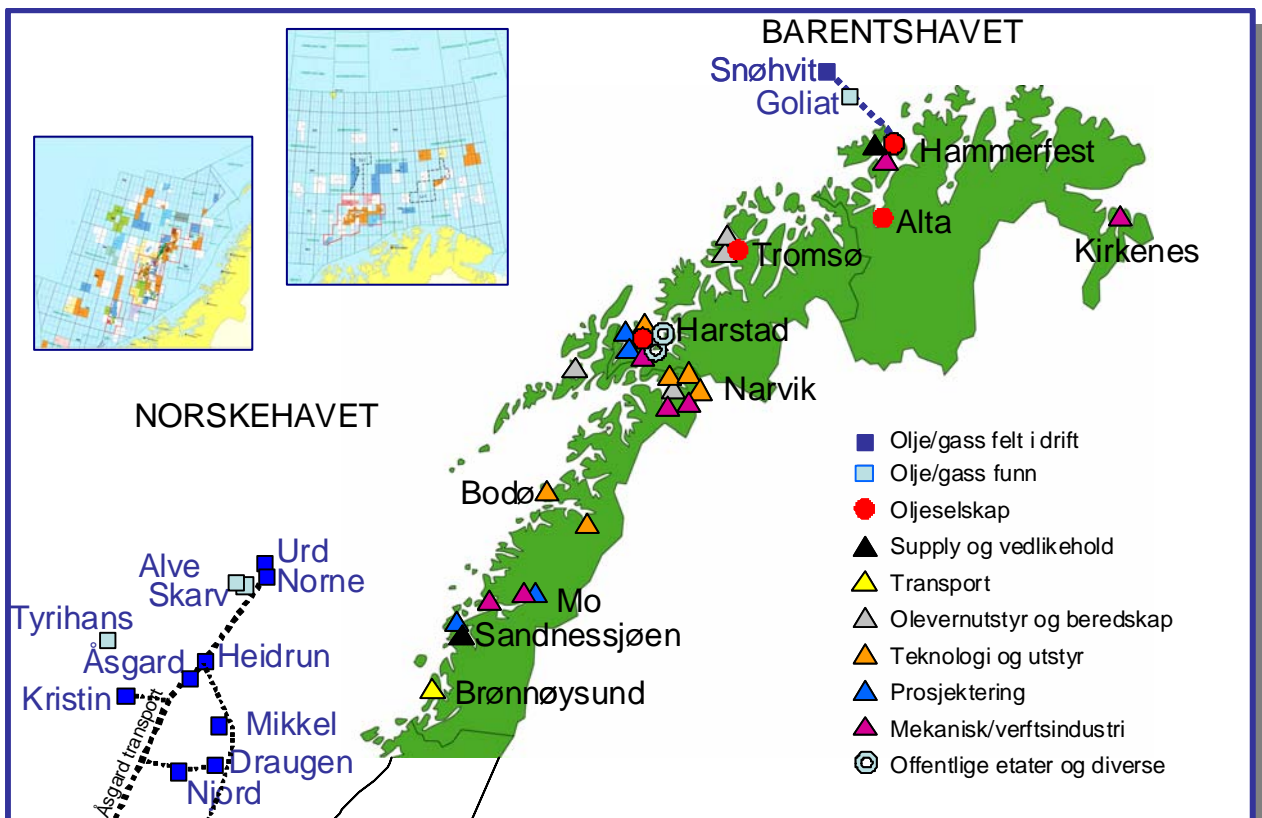 BARENTSHAVET
Snøhvit
Goliat
Hammerfest
Alta
Kirkenes
Tromsø
Harstad
Narvik
NORSKEHAVET
Bodø
Urd
Alve
Norne
Skarv
Mo
Tyrihans
Sandnessjøen
Heidrun
Åsgard
Kristin
Brønnøysund
Mikkel
Åsgard transport
Draugen
Njord
Olje/gass felt i drift
Olje/gass funn
Oljeselskap
Supply og vedlikehold
Transport
Olevernutstyr og beredskap
Teknologi og utstyr
Prosjektering
Mekanisk/verftsindustri
Offentlige etater og diverse